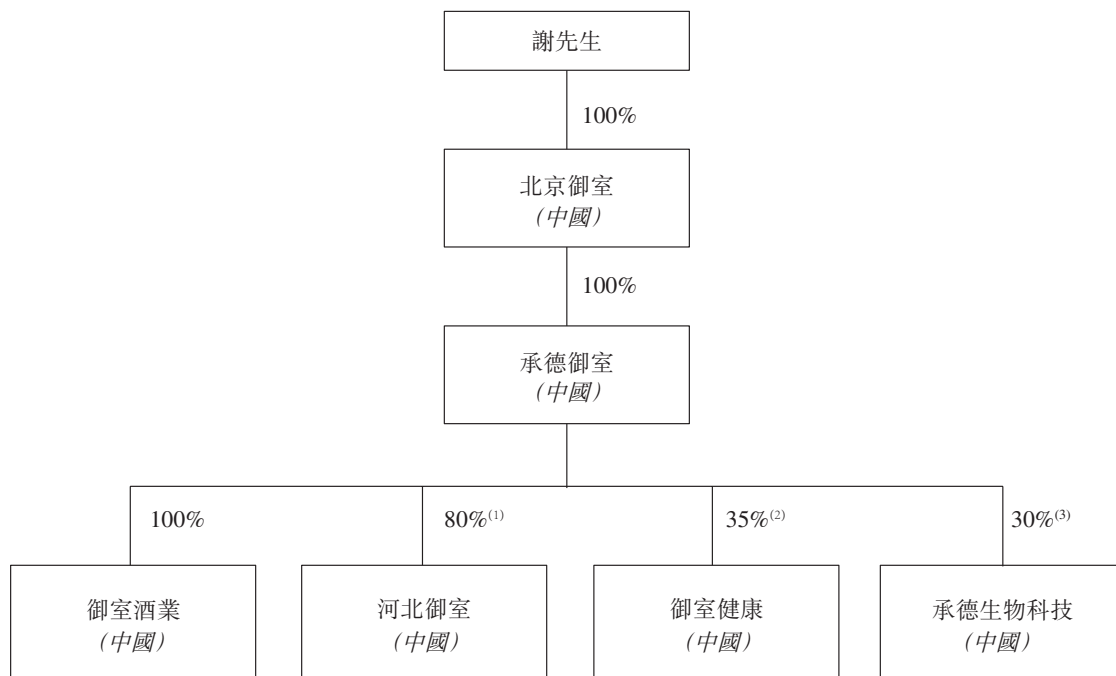 謝先生
100%
北京御室
（中國）
100%
承德御室
（中國）
100%
80%(1)
35%(2)
30%(3)
御室酒業
（中國）
河北御室
（中國）
御室健康
（中國）
承德生物科技
（中國）